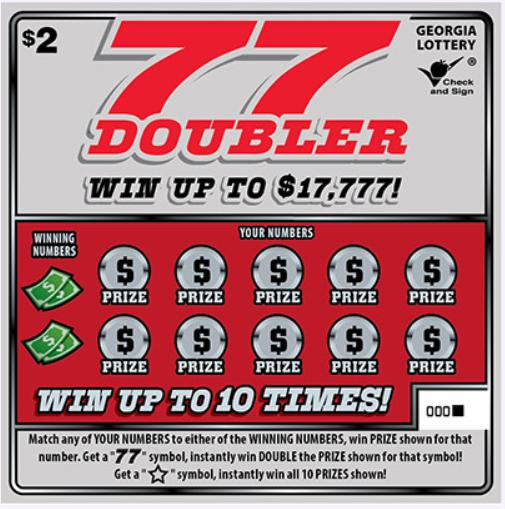 $2
77
GEORGIA
LOTTERY
®
Check
and Sign
DOUBLER
WIN UP TO $17,777!
WINNING
NUMBERS
YOUR NUMBERS
$ $ $ $ $
PRIZE PRIZE PRIZE PRIZE PRIZE
$ $ $ $ $
PRIZE PRIZE PRIZE PRIZE PRIZE
WIN UP TO 10 TIMES!
000
Match any of YOUR NUMBERS to either of the WINNING NUMBERS, win PRIZE shown for that
number. Get a "77" symbol, instantly win DOUBLE the PRIZE shown for that symbol!
Get a "☆" symbol, instantly win all 10 PRIZES shown!